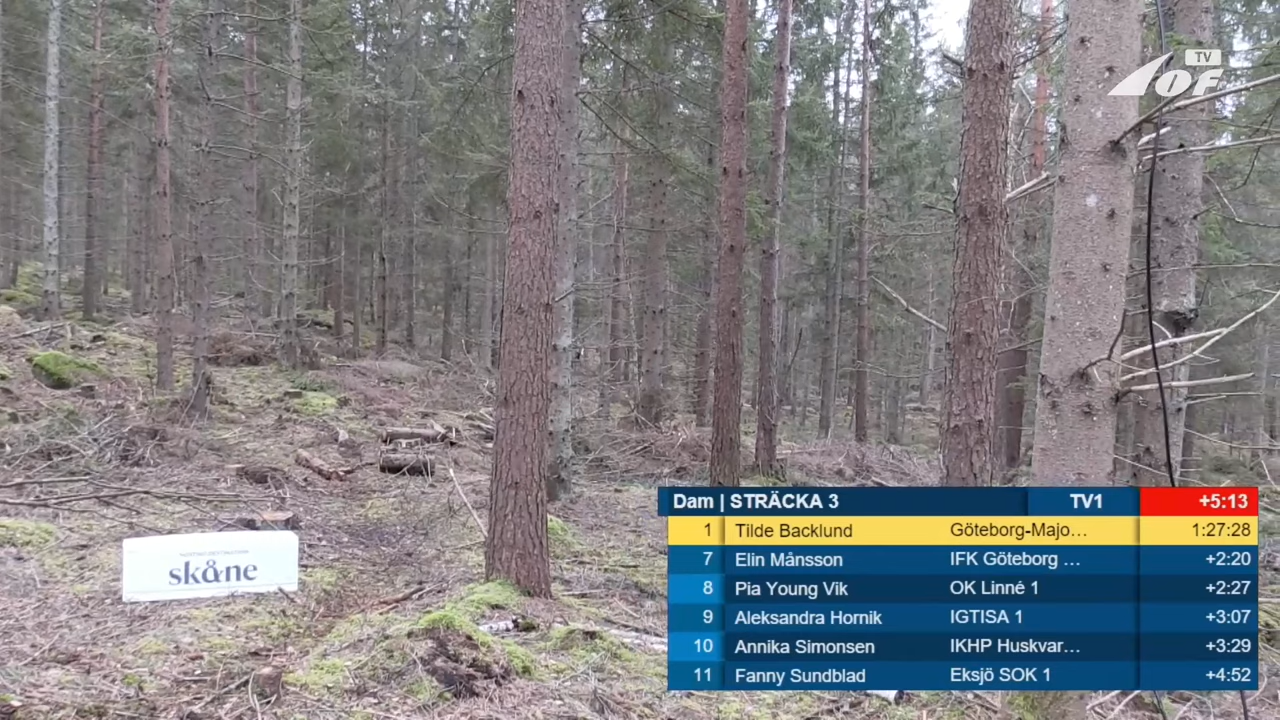 TV
OF
Dam | STRÄCKA 3 TV1 +5:13
1 Tilde Backlund Göteborg-Majo... 1:27:28
7 Elin Månsson IFK Göteborg ... +2:20
8 Pia Young Vik OK Linné 1 +2:27
9 Aleksandra Hornik IGTISA 1 +3:07
10 Annika Simonsen IKHP Huskvar... +3:29
11 Fanny Sundblad Eksjö SOK 1 +4:52
skåne